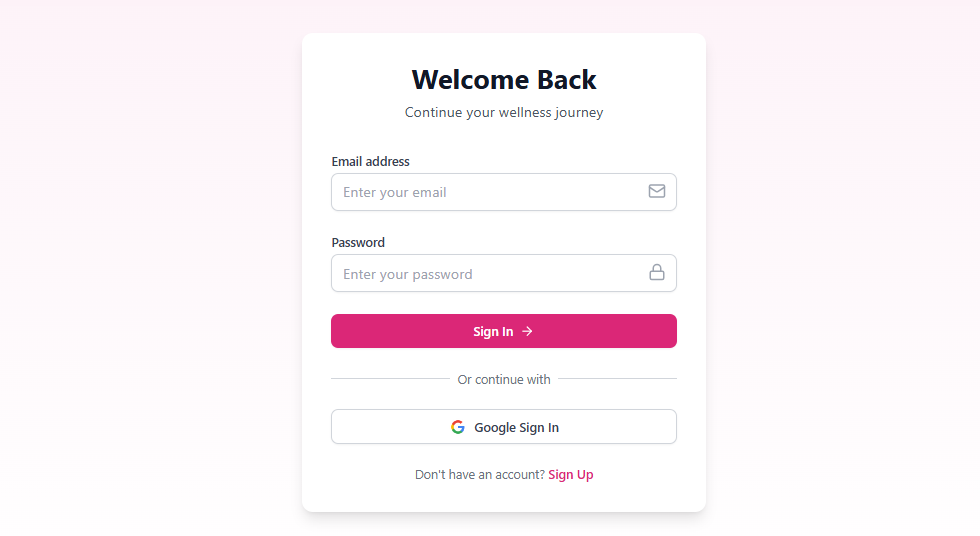 Welcome Back
Continue your wellness journey
Email address
Enter your email
Password
Enter your password
Sign In →
Or continue with
Google Sign In
Don't have an account? Sign Up